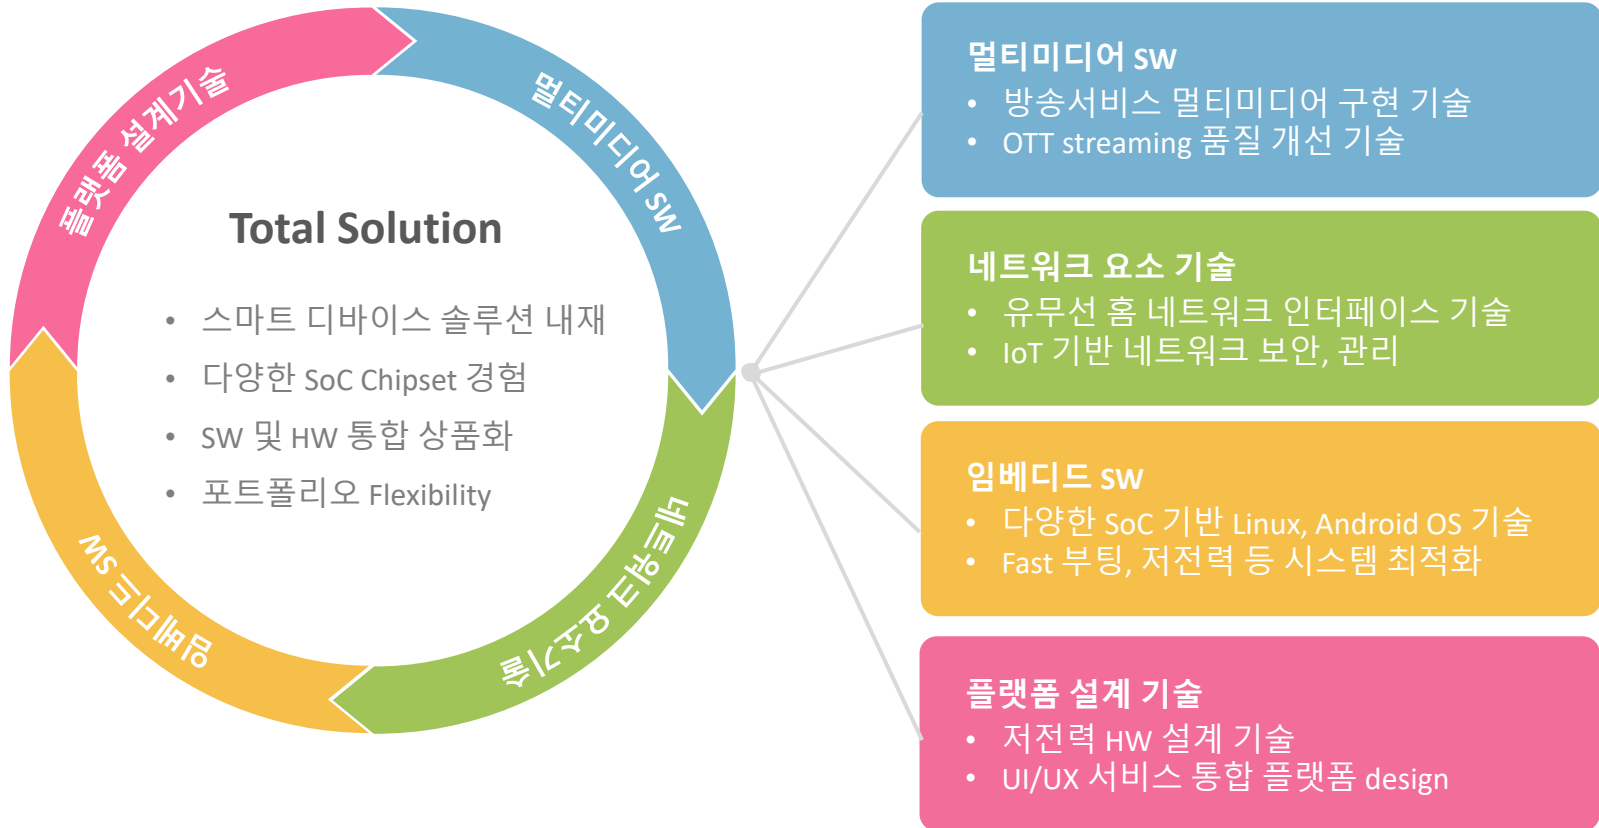 플랫폼 설계기술
멀티미디어 SW
네트워크 요소기술
임베디드 SW
Total Solution
• 스마트 디바이스 솔루션 내재
• 다양한 SoC Chipset 경험
• SW 및 HW 통합 상품화
• 포트폴리오 Flexibility
멀티미디어 SW
• 방송서비스 멀티미디어 구현 기술
• OTT streaming 품질 개선 기술
네트워크 요소 기술
• 유무선 홈 네트워크 인터페이스 기술
• IoT 기반 네트워크 보안, 관리
임베디드 SW
• 다양한 SoC 기반 Linux, Android OS 기술
• Fast 부팅, 저전력 등 시스템 최적화
플랫폼 설계 기술
• 저전력 HW 설계 기술
• UI/UX 서비스 통합 플랫폼 design